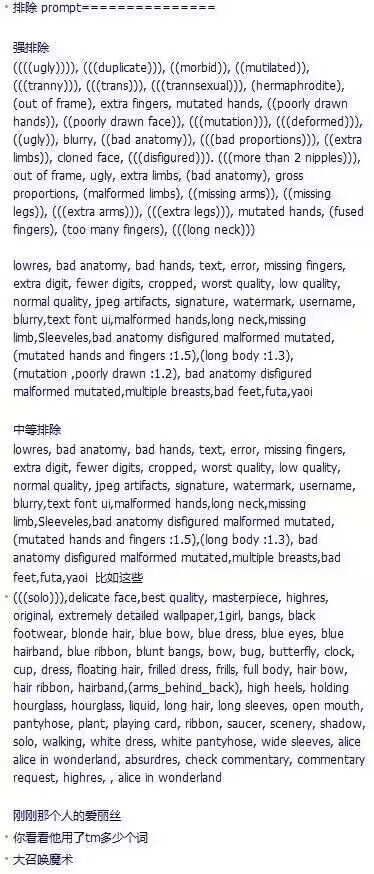 排除 prompt===============
强排除
((((ugly)))), (((duplicate))), ((morbid)), ((mutilated)),
(((tranny))), (((trans))), (((trannsexual))), (hermaphrodite),
(out of frame), extra fingers, mutated hands, ((poorly drawn
hands)), ((poorly drawn face)), (((mutation))), (((deformed))),
((ugly)), blurry, ((bad anatomy)), (((bad proportions))), ((extra
limbs)), cloned face, (((disfigured))). (((more than 2 nipples))),
out of frame, ugly, extra limbs, (bad anatomy), gross
proportions, (malformed limbs), ((missing arms)), ((missing
legs)), (((extra arms))), (((extra legs))), mutated hands, (fused
fingers), (too many fingers), (((long neck)))
lowres, bad anatomy, bad hands, text, error, missing fingers,
extra digit, fewer digits, cropped, worst quality, low quality,
normal quality, jpeg artifacts, signature, watermark, username,
blurry,text font ui,malformed hands,long neck,missing
limb,Sleeveles,bad anatomy disfigured malformed mutated,
(mutated hands and fingers :1.5),(long body :1.3),
(mutation ,poorly drawn :1.2), bad anatomy disfigured
malformed mutated,multiple breasts,bad feet,futa,yaoi
中等排除
lowres, bad anatomy, bad hands, text, error, missing fingers,
extra digit, fewer digits, cropped, worst quality, low quality,
normal quality, jpeg artifacts, signature, watermark, username,
blurry,text font ui,malformed hands,long neck,missing
limb,Sleeveles,bad anatomy disfigured malformed mutated,
(mutated hands and fingers :1.5),(long body :1.3), bad
anatomy disfigured malformed mutated,multiple breasts,bad
feet,futa,yaoi 比如这些
(((solo))),delicate face,best quality, masterpiece, highres,
original, extremely detailed wallpaper,1girl, bangs, black
footwear, blonde hair, blue bow, blue dress, blue eyes, blue
hairband, blue ribbon, blunt bangs, bow, bug, butterfly, clock,
cup, dress, floating hair, frilled dress, frills, full body, hair bow,
hair ribbon, hairband,(arms_behind_back), high heels, holding
hourglass, hourglass, liquid, long hair, long sleeves, open mouth,
pantyhose, plant, playing card, ribbon, saucer, scenery, shadow,
solo, walking, white dress, white pantyhose, wide sleeves, alice
alice in wonderland, absurdres, check commentary, commentary
request, highres, , alice in wonderland
刚刚那个人的爱丽丝
你看看他用了tm多少个词
大召唤魔术